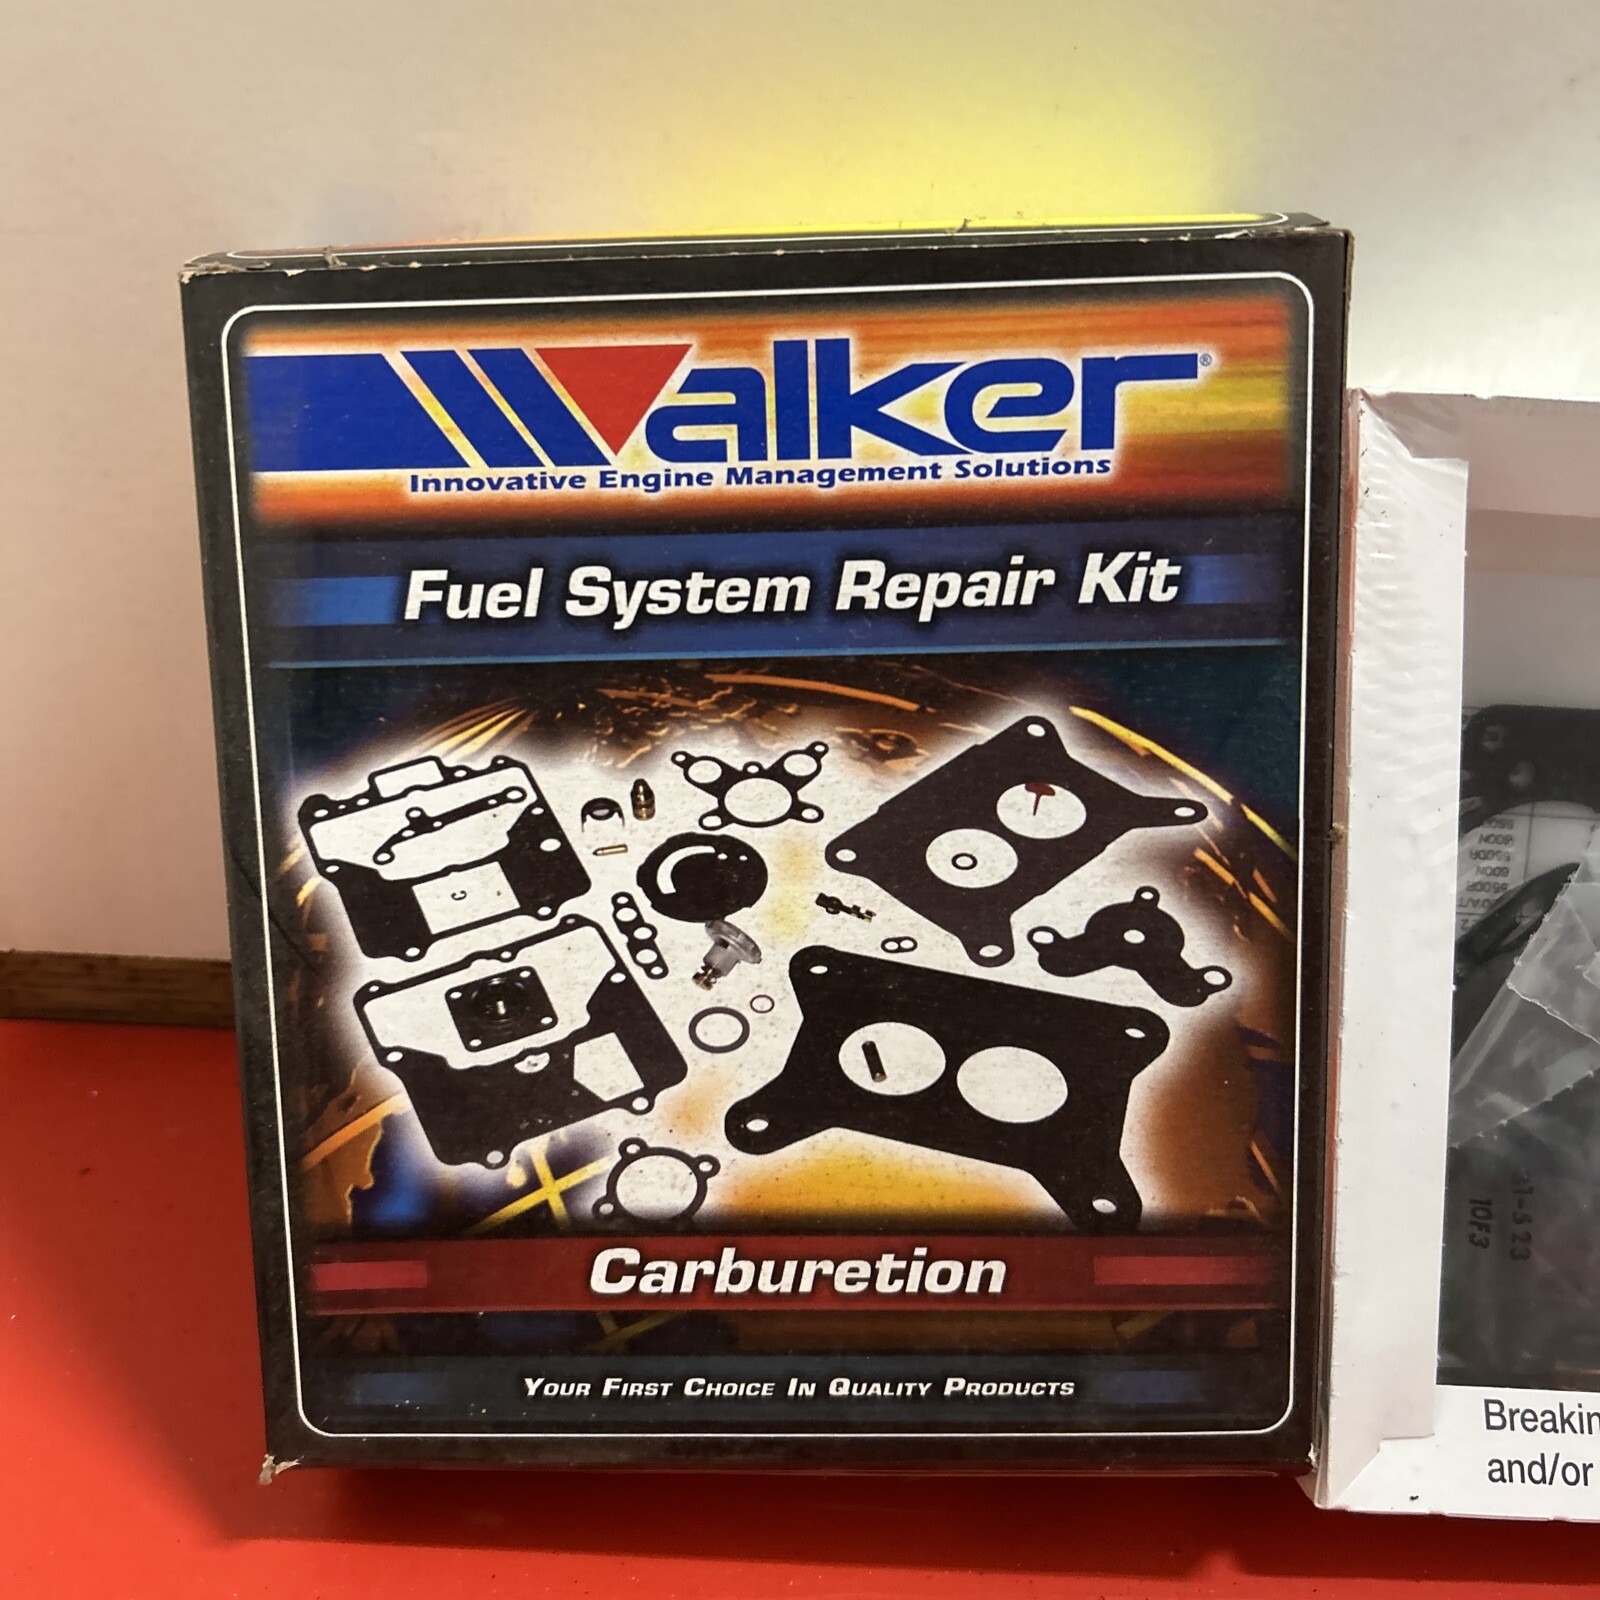 Walker®
Innovative Engine Management Solutions
Fuel System Repair Kit
C
Carburetion
Your First Choice In Quality Products
Breakin
and/or
10F3